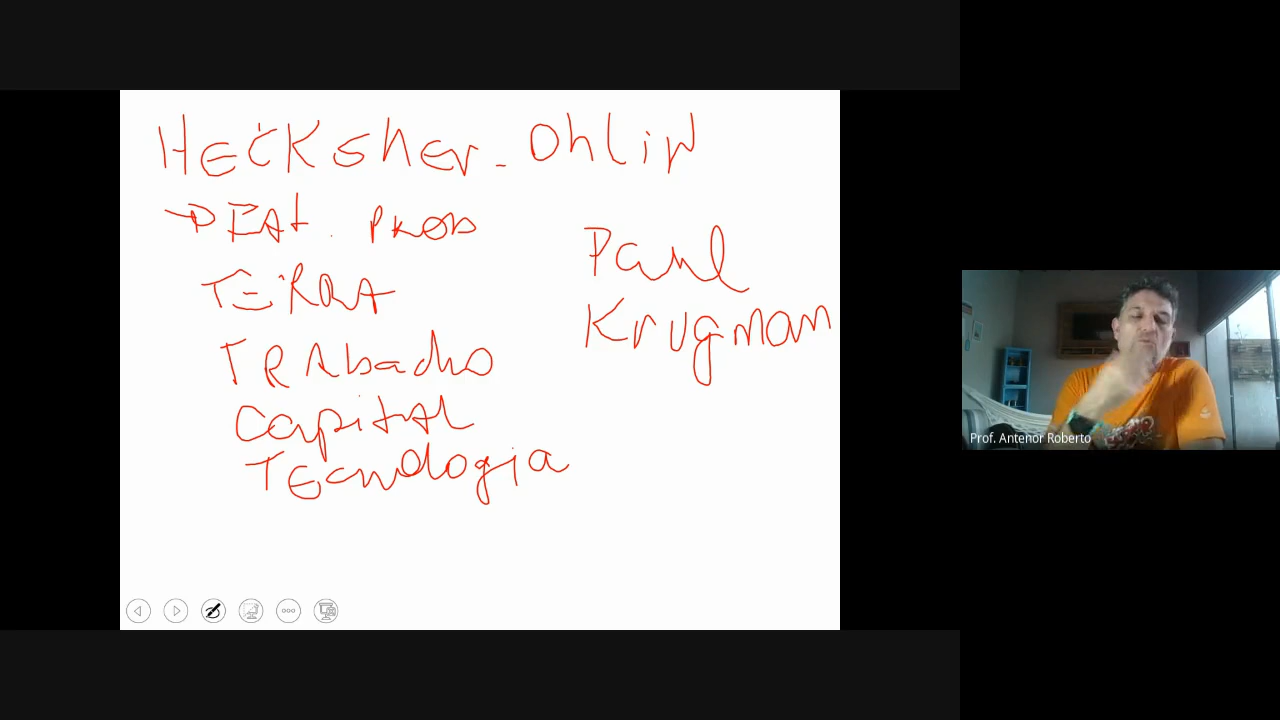 HECKSHER - OHLIN
→ FAT. PROD
TERRA
TRABALHO
CAPITAL
TECNOLOGIA
Paul
Krugman
Prof. Antenor Roberto